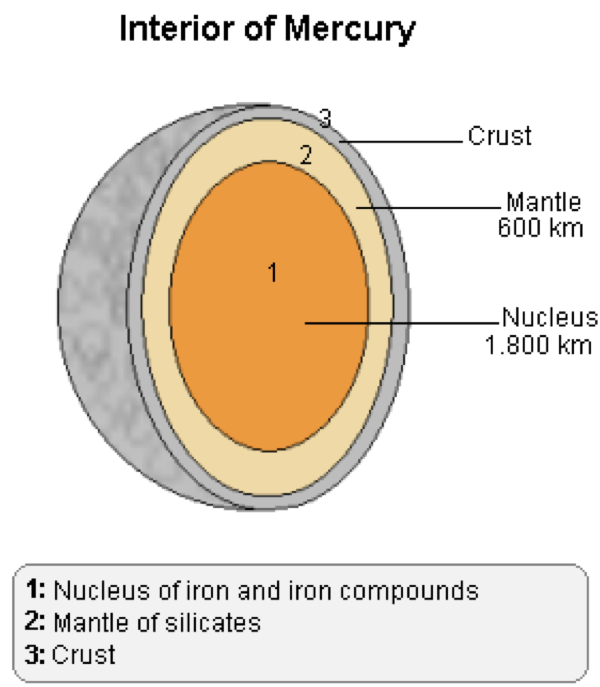 Interior of Mercury
3
Crust
2
Mantle
600 km
1
Nucleus
1.800 km
1: Nucleus of iron and iron compounds
2: Mantle of silicates
3: Crust